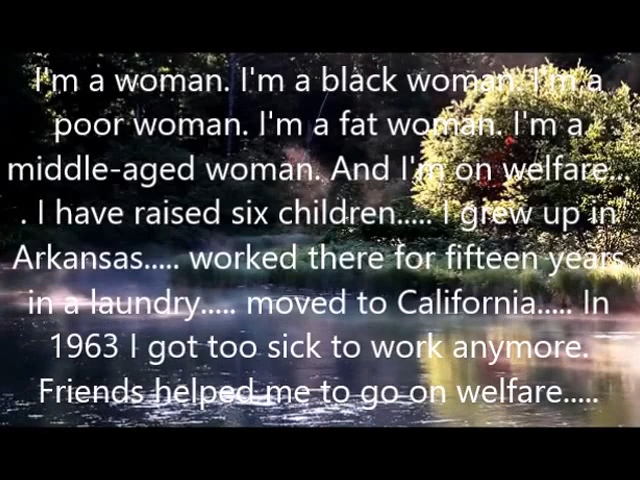 I'm a woman. I'm a black woman. I'm a
poor woman. I'm a fat woman. I'm a
middle-aged woman. And I'm on welfare...
. I have raised six children..... I grew up in
Arkansas..... worked there for fifteen years
in a laundry..... moved to California..... In
1963 I got too sick to work anymore.
Friends helped me to go on welfare.....